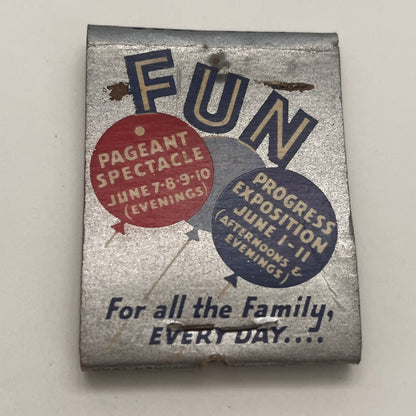 FUN
PAGEANT
SPECTACLE
JUNE 7-8-9-10
(EVENINGS)
PROGRESS
EXPOSITION
JUNE 1-11
(AFTERNOONS &
EVENINGS)
For all the Family,
EVERY DAY....